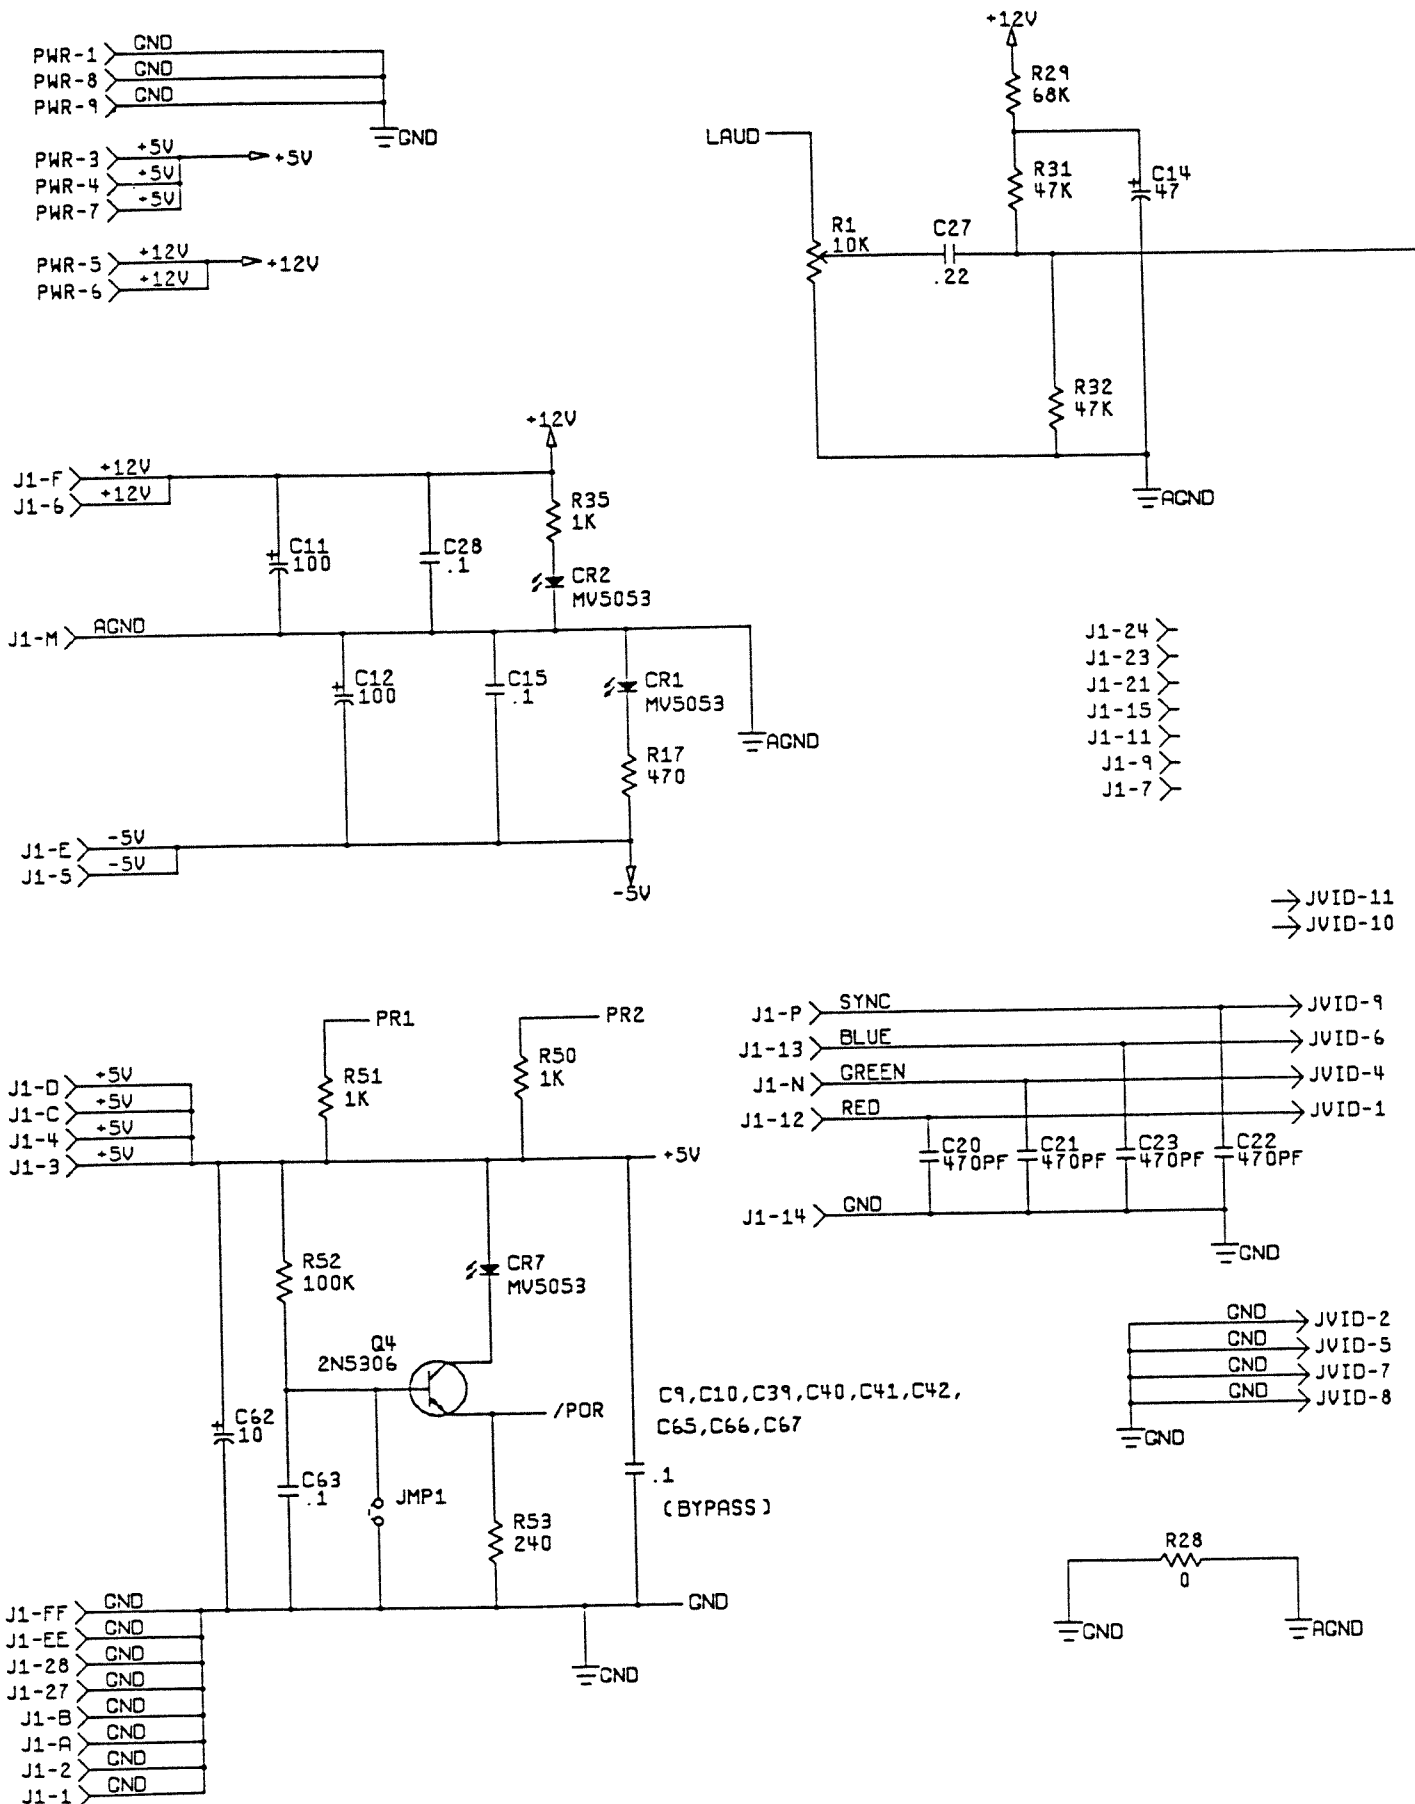 PWR-1 GND
PWR-8 GND
PWR-9 GND
GND
PWR-3 +5V
+5V
PWR-4 +5V
PWR-7 +5V
PWR-5 +12V
+12V
PWR-6 +12V
+12V
R29
68K
LAUD
R31
47K
C14
+
47
R1
10K
C27
.22
R32
47K
AGND
+12V
J1-F +12V
J1-6 +12V
R35
1K
C11
+
100
C28
.1
CR2
MV5053
J1-M AGND
C12
+
100
C15
.1
CR1
MV5053
AGND
R17
470
J1-E -5V
J1-5 -5V
-5V
J1-24
J1-23
J1-21
J1-15
J1-11
J1-9
J1-7
JVID-11
JVID-10
J1-P SYNC JVID-9
J1-13 BLUE JVID-6
J1-N GREEN JVID-4
J1-12 RED JVID-1
C20
470PF
C21
470PF
C23
470PF
C22
470PF
J1-14 GND
GND
PR1
PR2
R51
1K
R50
1K
J1-D +5V
J1-C +5V
J1-4 +5V
J1-3 +5V
+5V
R52
100K
CR7
MV5053
Q4
2N5306
/POR
C62
+
10
C63
.1
JMP1
R53
240
C9,C10,C39,C40,C41,C42,
C65,C66,C67
.1
(BYPASS)
GND JVID-2
GND JVID-5
GND JVID-7
GND JVID-8
GND
R28
0
GND
AGND
J1-FF GND
GND
J1-EE GND
J1-28 GND
J1-27 GND
J1-B GND
J1-A GND
J1-2 GND
J1-1 GND
GND